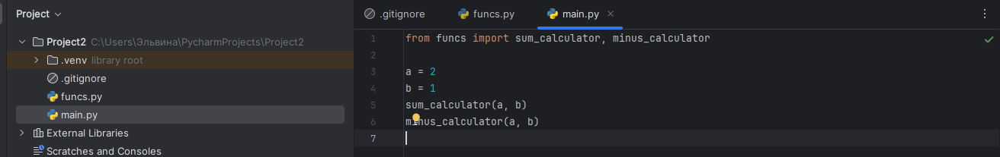 Project
Project2 C:\Users\Эльвина\PycharmProjects\Project2
.venv library root
.gitignore
funcs.py
main.py
External Libraries
Scratches and Consoles
.gitignore funcs.py main.py
1 from funcs import sum_calculator, minus_calculator
2
3 a = 2
4 b = 1
5 sum_calculator(a, b)
6 minus_calculator(a, b)
7